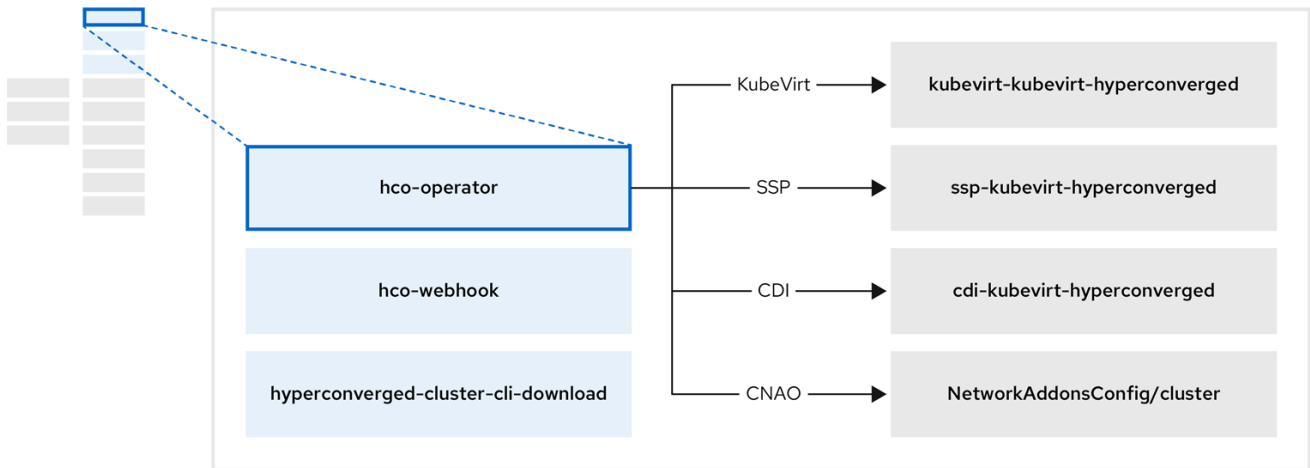 KubeVirt
kubevirt-kubevirt-hyperconverged
hco-operator
SSP
ssp-kubevirt-hyperconverged
hco-webhook
CDI
cdi-kubevirt-hyperconverged
hyperconverged-cluster-cli-download
CNAO
NetworkAddonsConfig/cluster